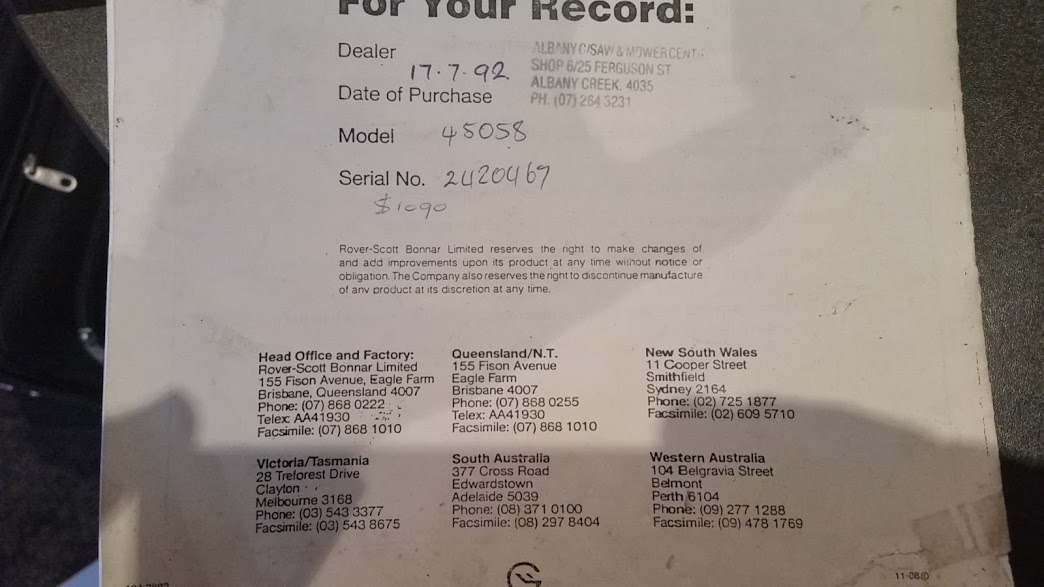 For Your Record:
Dealer
ALBANY C/SAW & MOWER CENT
SHOP 6/25 FERGUSON ST
ALBANY CREEK. 4035
PH. (07) 264 3231
17.7.92.
Date of Purchase
Model 45058
Serial No. 2420467
$1090
Rover-Scott Bonnar Limited reserves the right to make changes of
and add improvements upon its product at any time without notice or
obligation. The Company also reserves the right to discontinue manufacture
of any product at its discretion at any time.
Head Office and Factory:
Rover-Scott Bonnar Limited
155 Fison Avenue, Eagle Farm
Brisbane, Queensland 4007
Phone: (07) 868 0222
Telex: AA41930
Facsimile: (07) 868 1010
Queensland/N.T.
155 Fison Avenue
Eagle Farm
Brisbane 4007
Phone: (07) 868 0255
Telex: AA41930
Facsimile: (07) 868 1010
New South Wales
11 Cooper Street
Smithfield
Sydney 2164
Phone: (02) 725 1877
Facsimile: (02) 609 5710
Victoria/Tasmania
28 Treforest Drive
Clayton
Melbourne 3168
Phone: (03) 543 3377
Facsimile: (03) 543 8675
South Australia
377 Cross Road
Edwardstown
Adelaide 5039
Phone: (08) 371 0100
Facsimile: (08) 297 8404
Western Australia
104 Belgravia Street
Belmont
Perth 6104
Phone: (09) 277 1288
Facsimile: (09) 478 1769